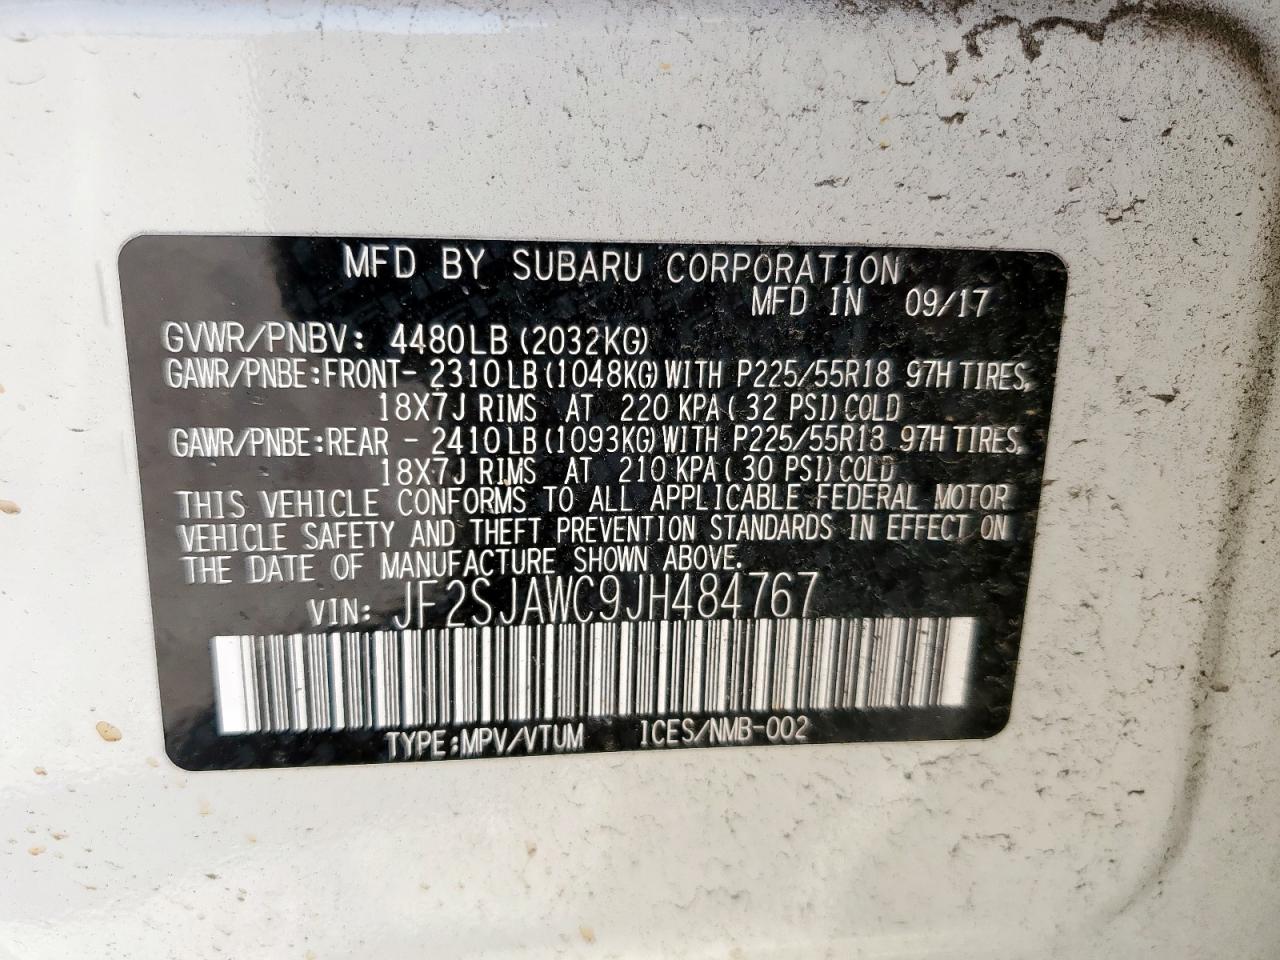 MFD BY SUBARU CORPORATION
MFD IN 09/17
GVWR/PNBV: 4480LB (2032KG)
GAWR/PNBE:FRONT- 2310LB (1048KG) WITH P225/55R18 97H TIRES,
18X7J RIMS AT 220 KPA ( 32 PSI) COLD
GAWR/PNBE:REAR - 2410LB (1093KG) WITH P225/55R18 97H TIRES,
18X7J RIMS AT 210 KPA ( 30 PSI) COLD
THIS VEHICLE CONFORMS TO ALL APPLICABLE FEDERAL MOTOR
VEHICLE SAFETY AND THEFT PREVENTION STANDARDS IN EFFECT ON
THE DATE OF MANUFACTURE SHOWN ABOVE.
VIN: JF2SJAWC9JH484767
TYPE:MPV/VTUM ICES/NMB-002